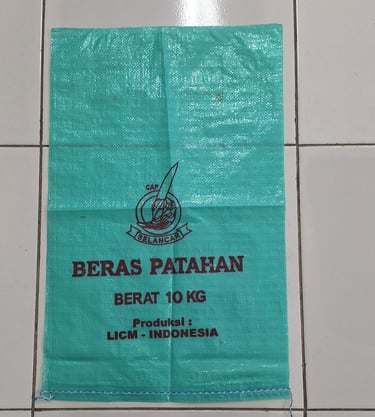 CAP
SELANCAR
BERAS PATAHAN
BERAT 10 KG
Produksi :
LICM - INDONESIA